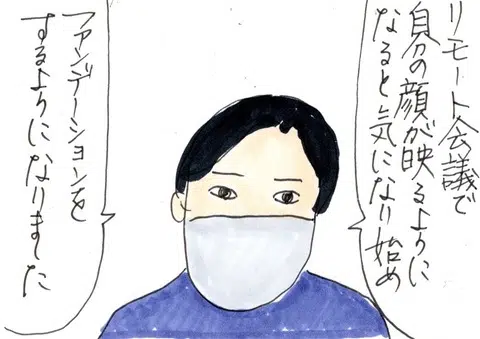 リモート会議で
自分の顔が映るように
なると気になり始め
ファンデーションを
するようになりました